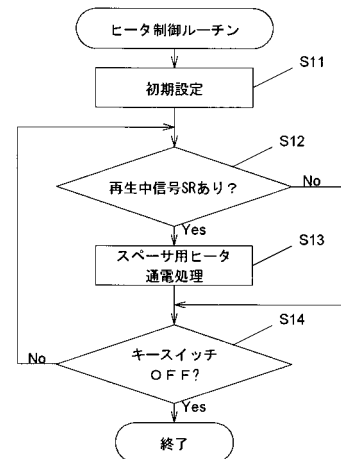 ヒータ制御ルーチン
S11
初期設定
S12
再生中信号SRあり？
No
Yes
S13
スペーサ用ヒータ
通電処理
S14
キースイッチ
ＯＦＦ?
No
Yes
終了